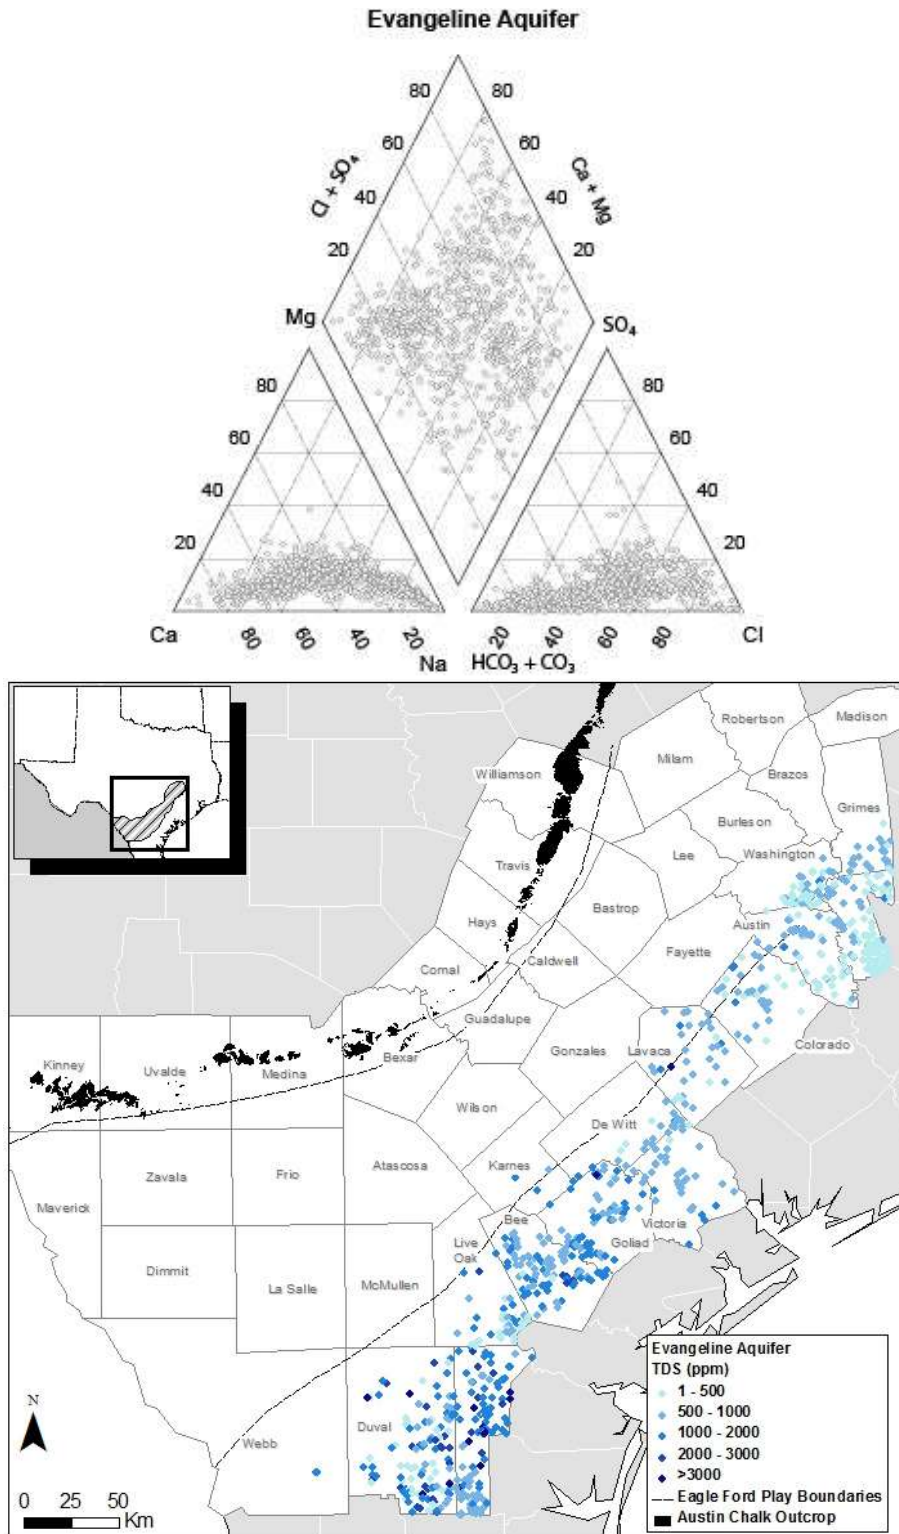 Evangeline Aquifer
80 80
60 60
Cl + SO₄ Ca + Mg
40 40
20 20
Mg SO₄
80 80
60 60
40 40
20 20
Ca 80 60 40 20 Na HCO₃ + CO₃ 20 40 60 80 Cl
Robertson Madison
Williamson Milam Brazos
Grimes
Burleson
Travis Lee Washington
Hays Bastrop Austin
Comal Caldwell Fayette
Guadalupe
Kinney Uvalde Medina Bexar Gonzales Lavaca Colorado
Wilson
De Witt
Zavala Frio Atascosa Karnes
Maverick
Bee Victoria
Live
Oak
Goliad
Dimmit La Salle McMullen
N
Webb Duval
0 25 50
Km
Evangeline Aquifer
TDS (ppm)
1 - 500
500 - 1000
1000 - 2000
2000 - 3000
>3000
Eagle Ford Play Boundaries
Austin Chalk Outcrop